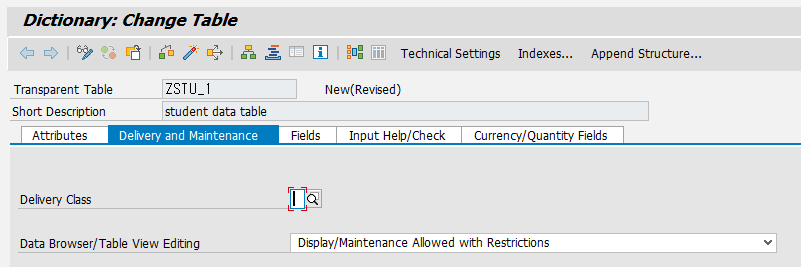 Dictionary: Change Table
Technical Settings Indexes... Append Structure...
Transparent Table ZSTU_1 New(Revised)
Short Description student data table
Attributes Delivery and Maintenance Fields Input Help/Check Currency/Quantity Fields
Delivery Class
Data Browser/Table View Editing Display/Maintenance Allowed with Restrictions